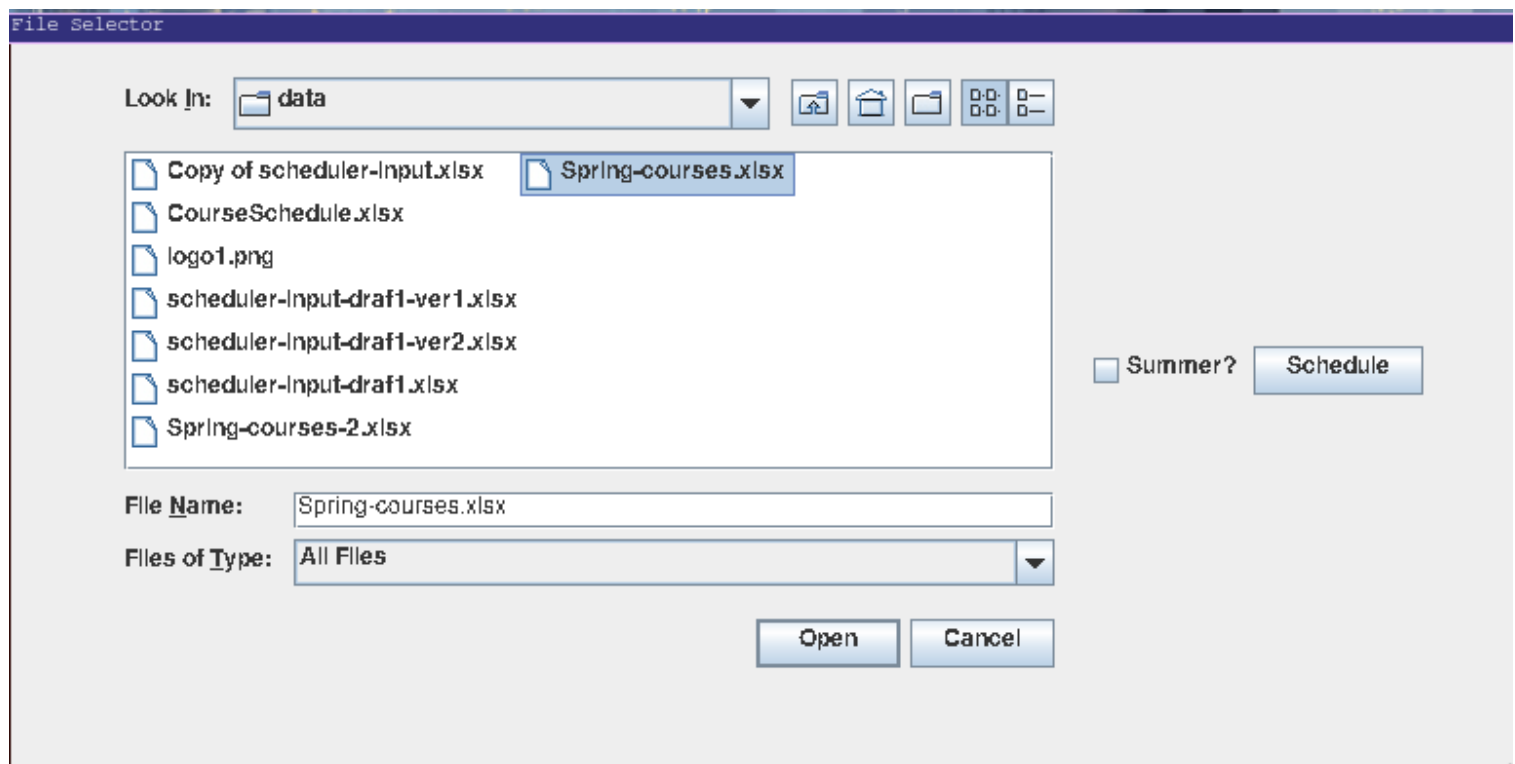 File Selector
Look In: data
Copy of scheduler-input.xlsx Spring-courses.xlsx
CourseSchedule.xlsx
logo1.png
scheduler-input-draf1-ver1.xlsx
scheduler-input-draf1-ver2.xlsx
Summer? Schedule
scheduler-input-draf1.xlsx
Spring-courses-2.xlsx
File Name: Spring-courses.xlsx
Files of Type: All Files
Open Cancel